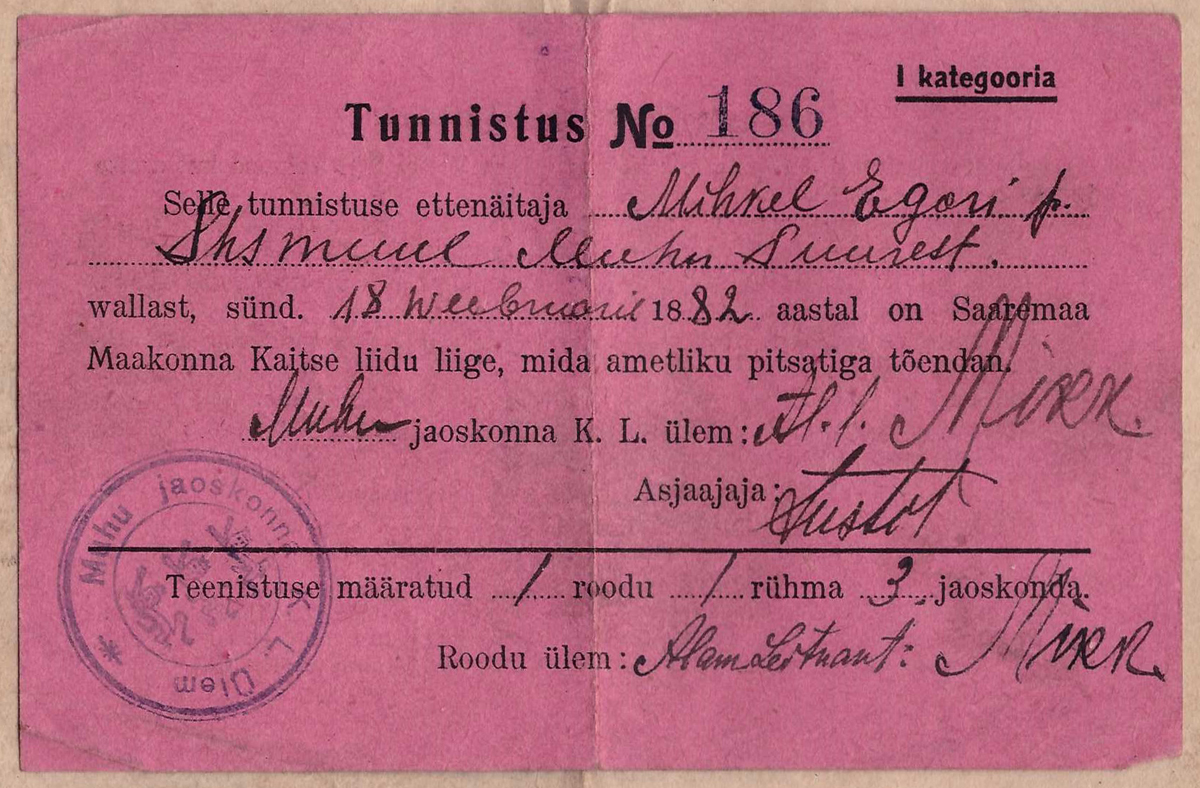 I kategooria
Tunnistus No 186
Selle tunnistuse ettenäitaja Mihkel Egori p.
Muhu Suurest.
wallast, sünd. 18 weebruaril 1882 aastal on Saaremaa
Maakonna Kaitse liidu liige, mida ametliku pitsatiga tõendan.
Muhu jaoskonna K. L. ülem: Al. l.
Asjaajaja:
Muhu jaoskonna K L Ülem *
Teenistuse määratud 1 roodu 1 rühma 3. jaoskonda.
Roodu ülem: Alam Leitnant: